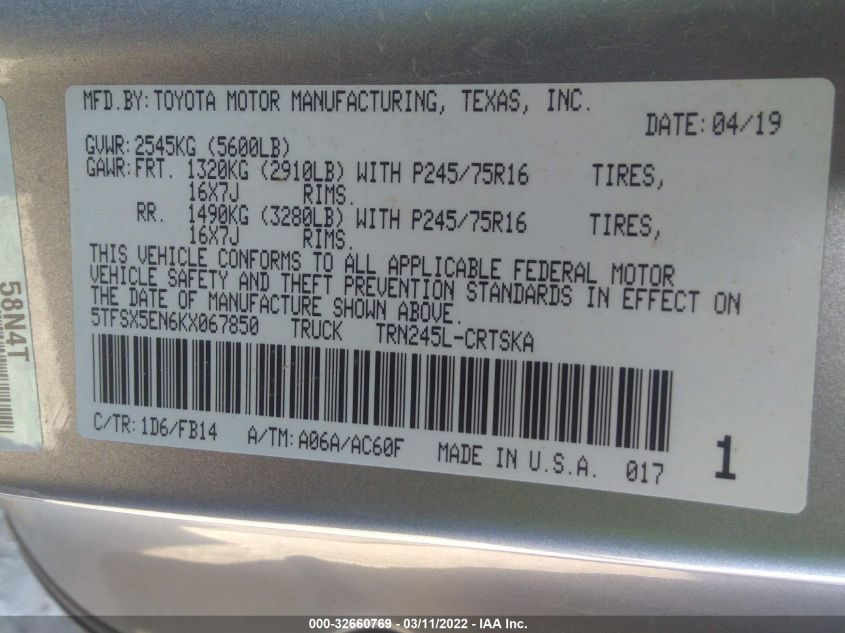 MFD.BY: TOYOTA MOTOR MANUFACTURING, TEXAS, INC.
DATE: 04/19
GVWR: 2545KG (5600LB)
GAWR: FRT. 1320KG (2910LB) WITH P245/75R16 TIRES,
16X7J RIMS.
RR. 1490KG (3280LB) WITH P245/75R16 TIRES,
16X7J RIMS.
THIS VEHICLE CONFORMS TO ALL APPLICABLE FEDERAL MOTOR
VEHICLE SAFETY AND THEFT PREVENTION STANDARDS IN EFFECT ON
THE DATE OF MANUFACTURE SHOWN ABOVE.
5TFSX5EN6KX067850 TRUCK TRN245L-CRTSKA
C/TR: 1D6/FB14 A/TM: A06A/AC60F MADE IN U.S.A. 017 1
58N4T
000-32660769 - 03/11/2022 - IAA Inc.